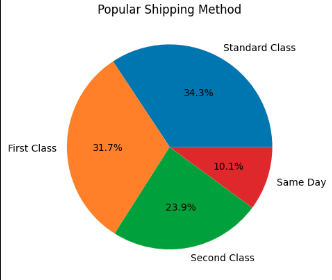 Popular Shipping Method
Standard Class
34.3%
First Class
31.7%
10.1%
Same Day
23.9%
Second Class